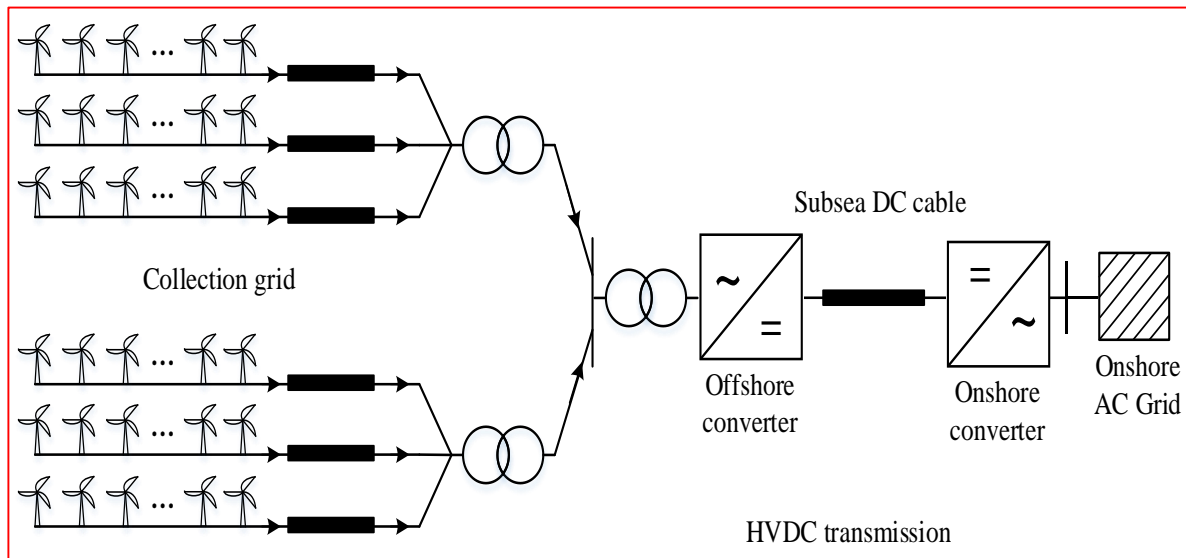 ...
...
...
Subsea DC cable
Collection grid
~
=
=
~
...
...
...
Offshore
converter
Onshore
converter
Onshore
AC Grid
HVDC transmission